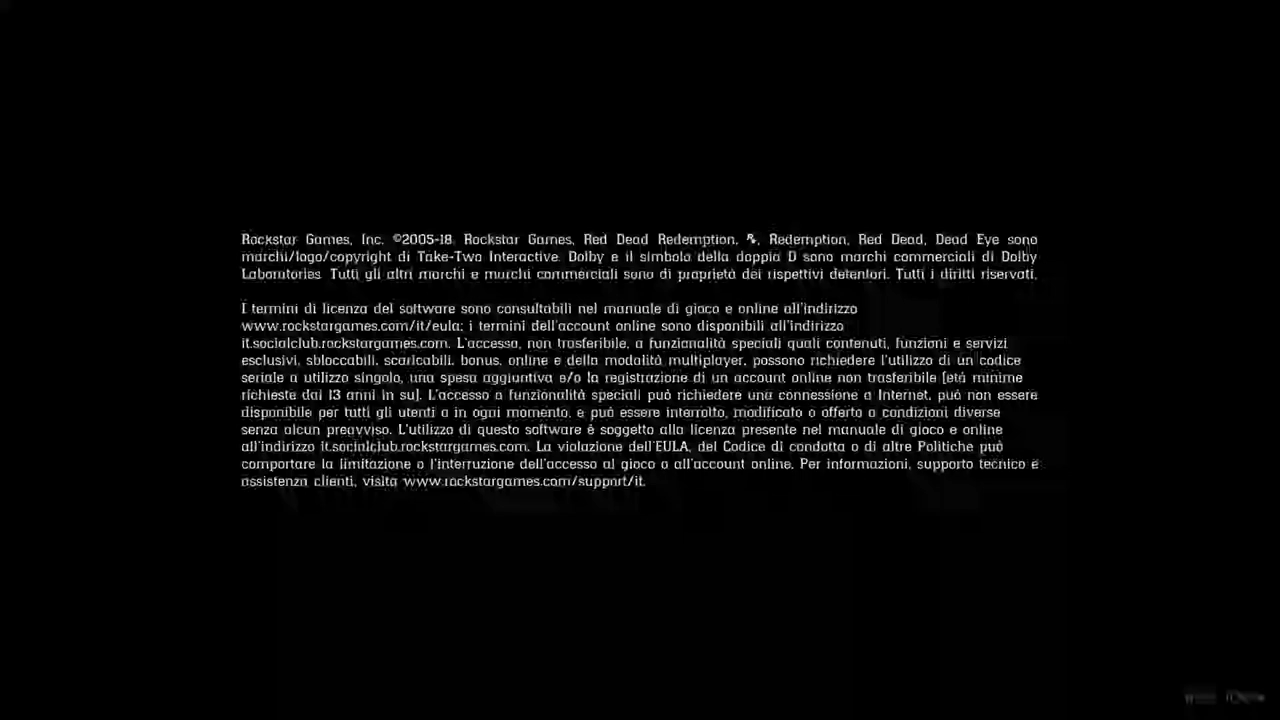 Rockstar Games, Inc. ©2005-18. Rockstar Games, Red Dead Redemption, R*, Redemption, Red Dead, Dead Eye sono
marchi/logo/copyright di Take-Two Interactive. Dolby e il simbolo della doppia D sono marchi commerciali di Dolby
Laboratories. Tutti gli altri marchi e marchi commerciali sono di proprietà dei rispettivi detentori. Tutti i diritti riservati.
I termini di licenza del software sono consultabili nel manuale di gioco e online all'indirizzo
www.rockstargames.com/it/eula; i termini dell'account online sono disponibili all'indirizzo
it.socialclub.rockstargames.com. L'accesso, non trasferibile, a funzionalità speciali quali contenuti, funzioni e servizi
esclusivi, sbloccabili, scaricabili, bonus, online e della modalità multiplayer, possono richiedere l'utilizzo di un codice
seriale a utilizzo singolo, una spesa aggiuntiva e/o la registrazione di un account online non trasferibile (età minime
richieste dai 13 anni in su). L'accesso a funzionalità speciali può richiedere una connessione a Internet, può non essere
disponibile per tutti gli utenti o in ogni momento, e può essere interrotto, modificato o offerto a condizioni diverse
senza alcun preavviso. L'utilizzo di questo software è soggetto alla licenza presente nel manuale di gioco e online
all'indirizzo it.socialclub.rockstargames.com. La violazione dell'EULA, del Codice di condotta o di altre Politiche può
comportare la limitazione o l'interruzione dell'accesso al gioco o all'account online. Per informazioni, supporto tecnico e
assistenza clienti, visita www.rockstargames.com/support/it.